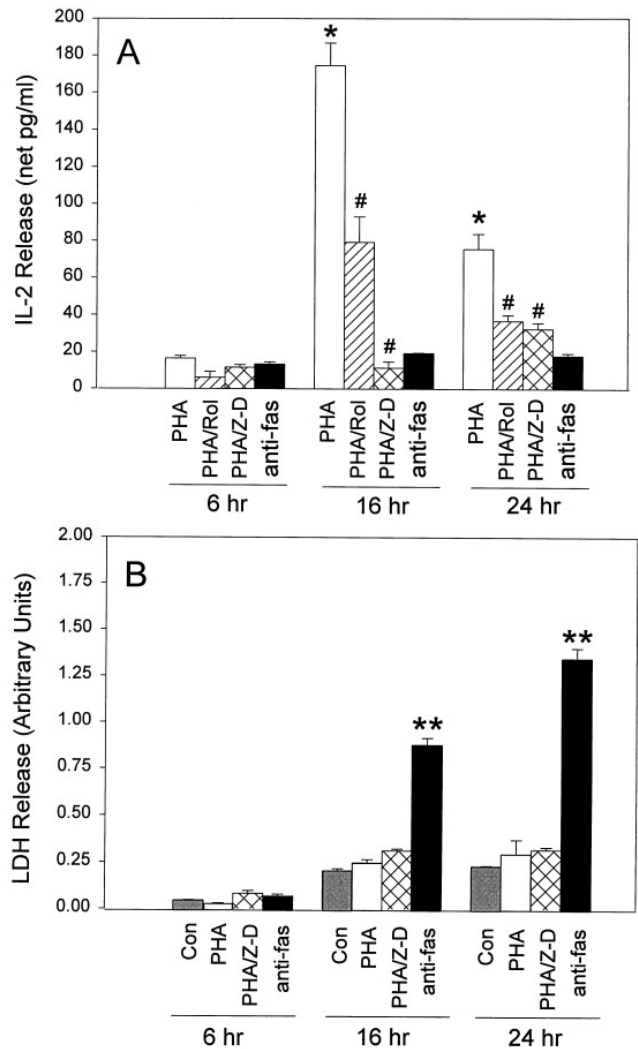 A
IL-2 Release (net pg/ml)
200
180
160
140
120
100
80
60
40
20
0
*
#
#
*
#
#
PHA
PHA/Rol
PHA/Z-D
anti-fas
PHA
PHA/Rol
PHA/Z-D
anti-fas
PHA
PHA/Rol
PHA/Z-D
anti-fas
6 hr
16 hr
24 hr
B
LDH Release (Arbitrary Units)
2.00
1.75
1.50
1.25
1.00
0.75
0.50
0.25
0.00
**
**
Con
PHA
PHA/Z-D
anti-fas
Con
PHA
PHA/Z-D
anti-fas
Con
PHA
PHA/Z-D
anti-fas
6 hr
16 hr
24 hr